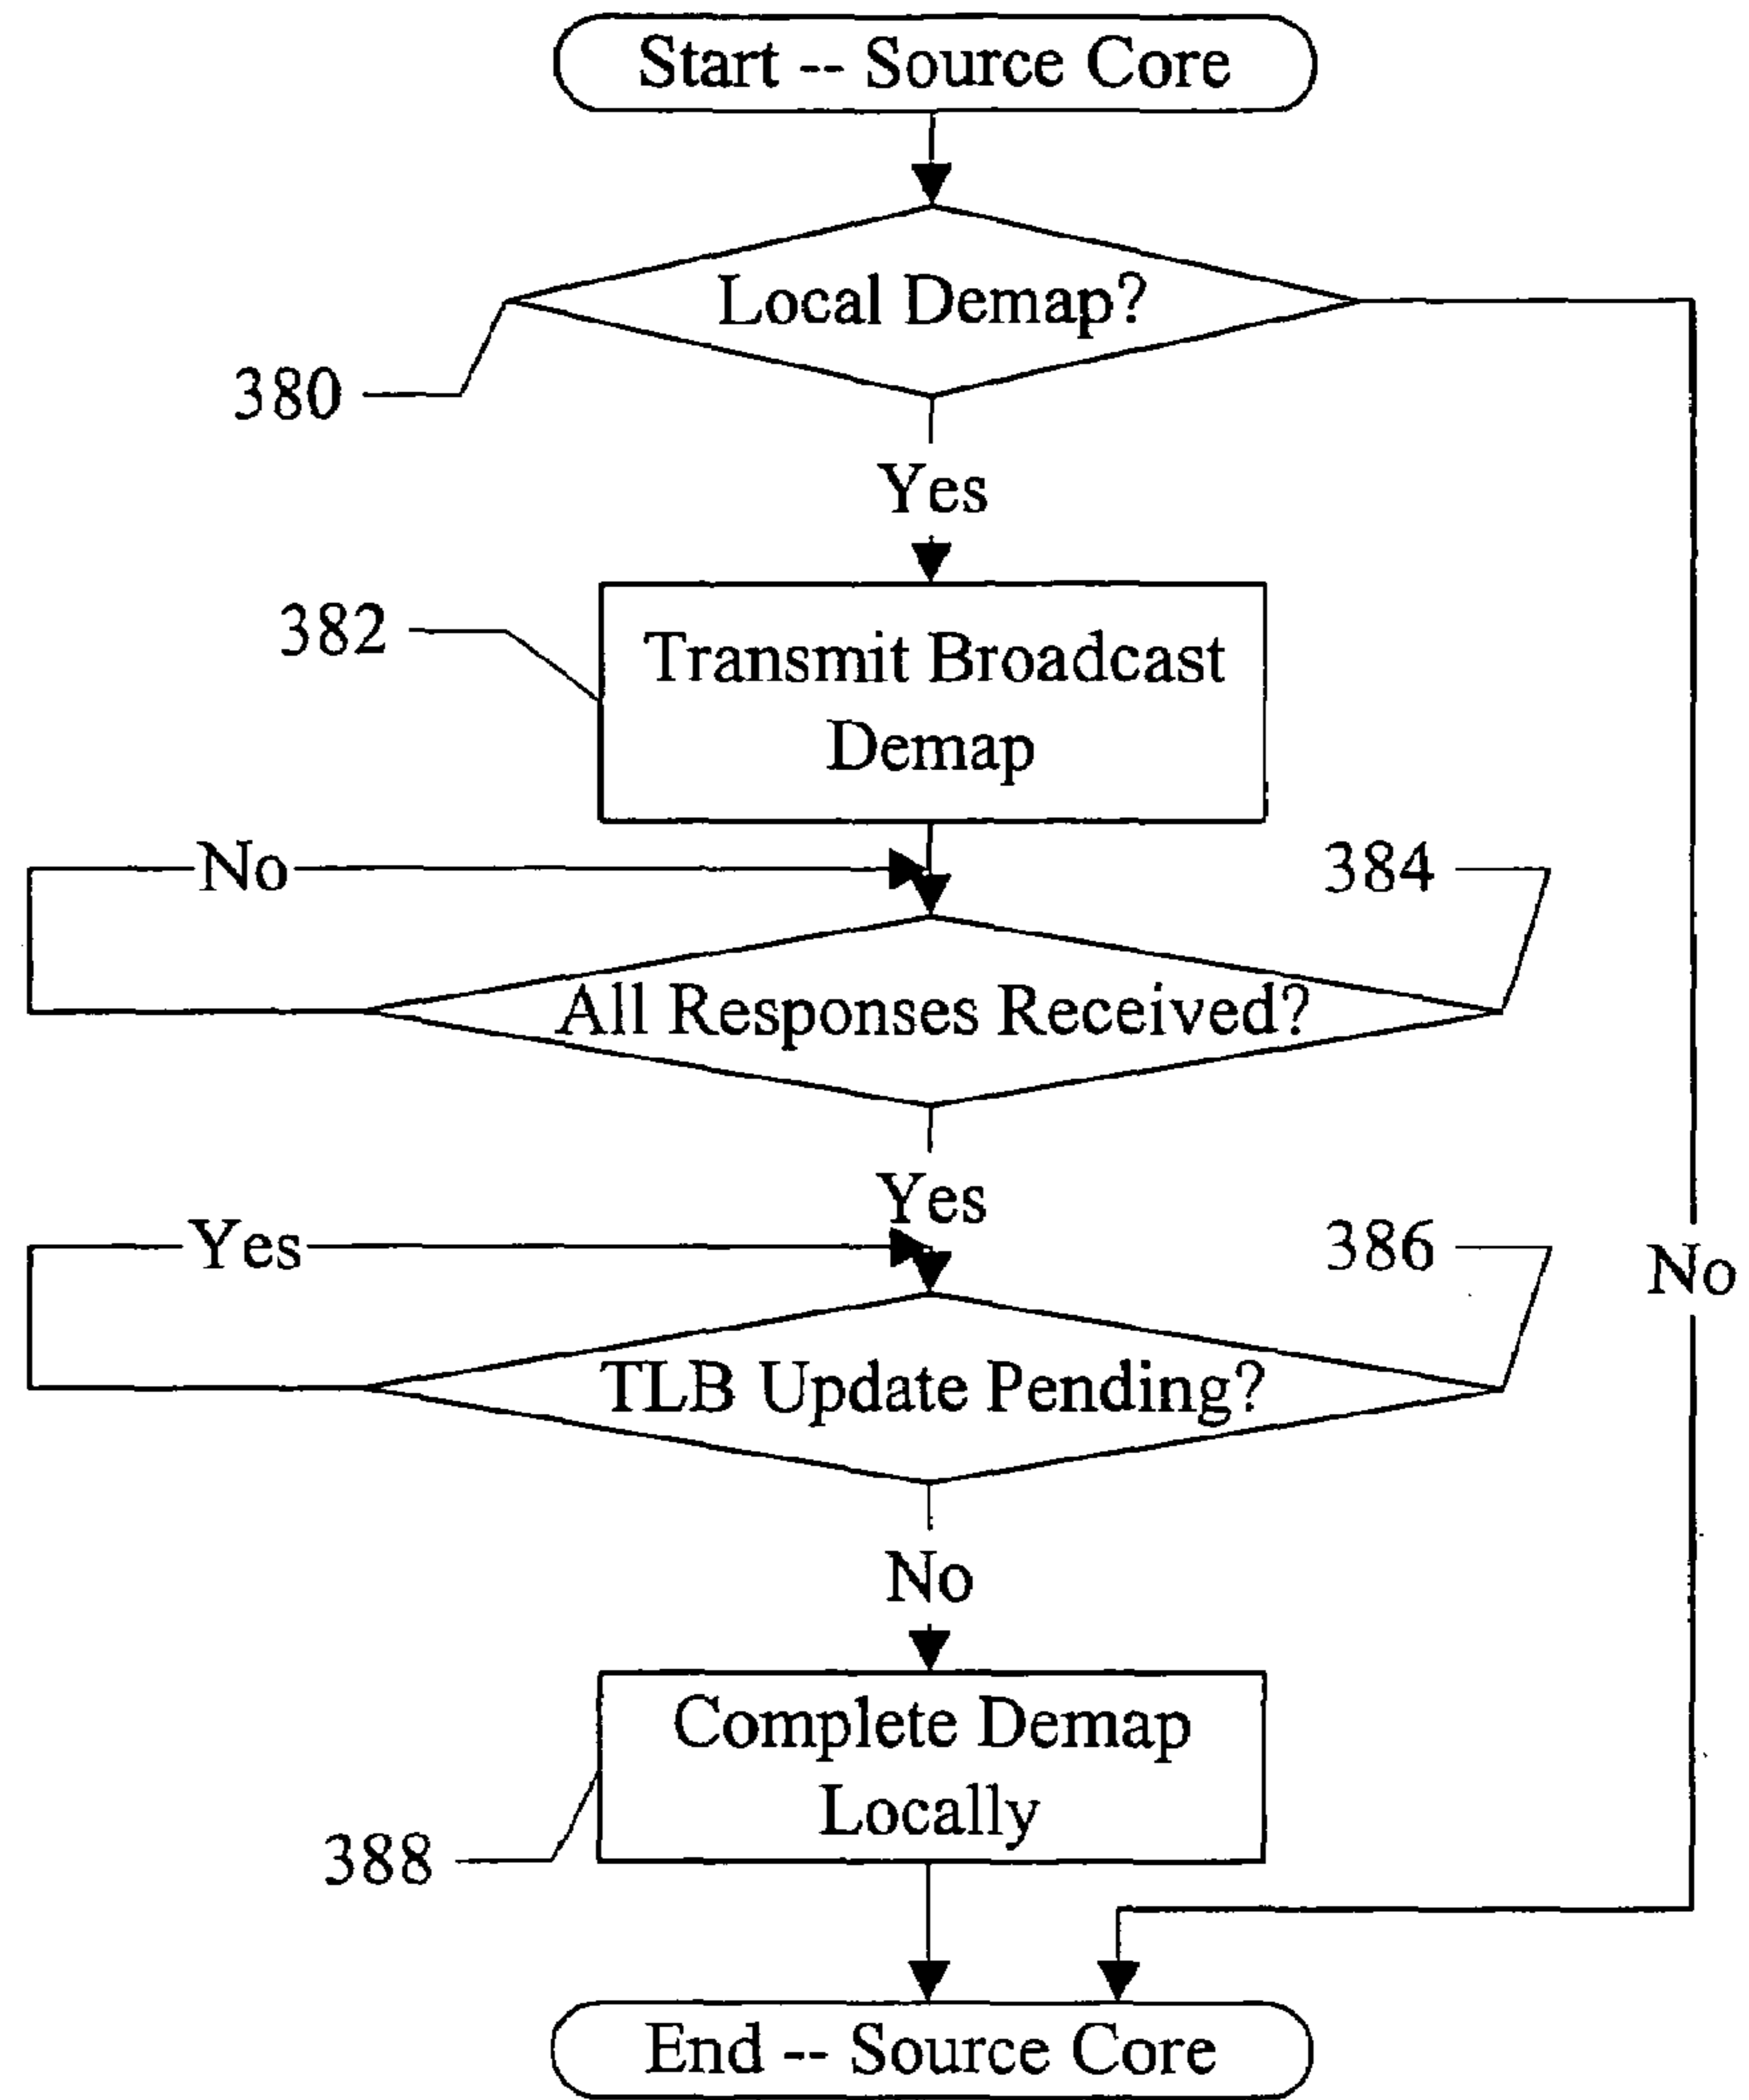 Start -- Source Core
Local Demap?
380
Yes
382
Transmit Broadcast
Demap
No
384
All Responses Received?
Yes
Yes
386
No
TLB Update Pending?
No
Complete Demap
Locally
388
End -- Source Core